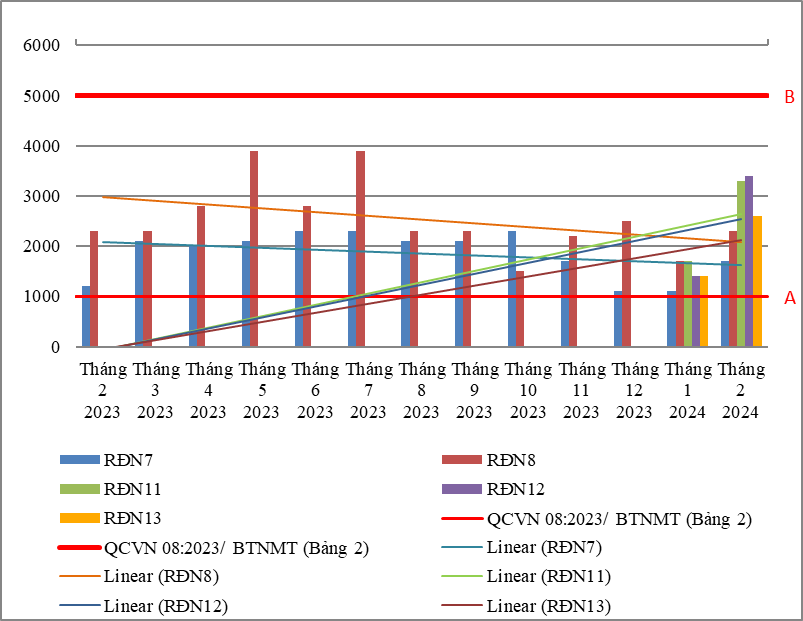 6000
5000
4000
3000
2000
1000
0
B
A
Tháng 2 2023
Tháng 3 2023
Tháng 4 2023
Tháng 5 2023
Tháng 6 2023
Tháng 7 2023
Tháng 8 2023
Tháng 9 2023
Tháng 10 2023
Tháng 11 2023
Tháng 12 2023
Tháng 1 2024
Tháng 2 2024
RĐN7
RĐN8
RĐN11
RĐN12
RĐN13
QCVN 08:2023/ BTNMT (Bảng 2)
QCVN 08:2023/ BTNMT (Bảng 2)
Linear (RĐN7)
Linear (RĐN8)
Linear (RĐN11)
Linear (RĐN12)
Linear (RĐN13)